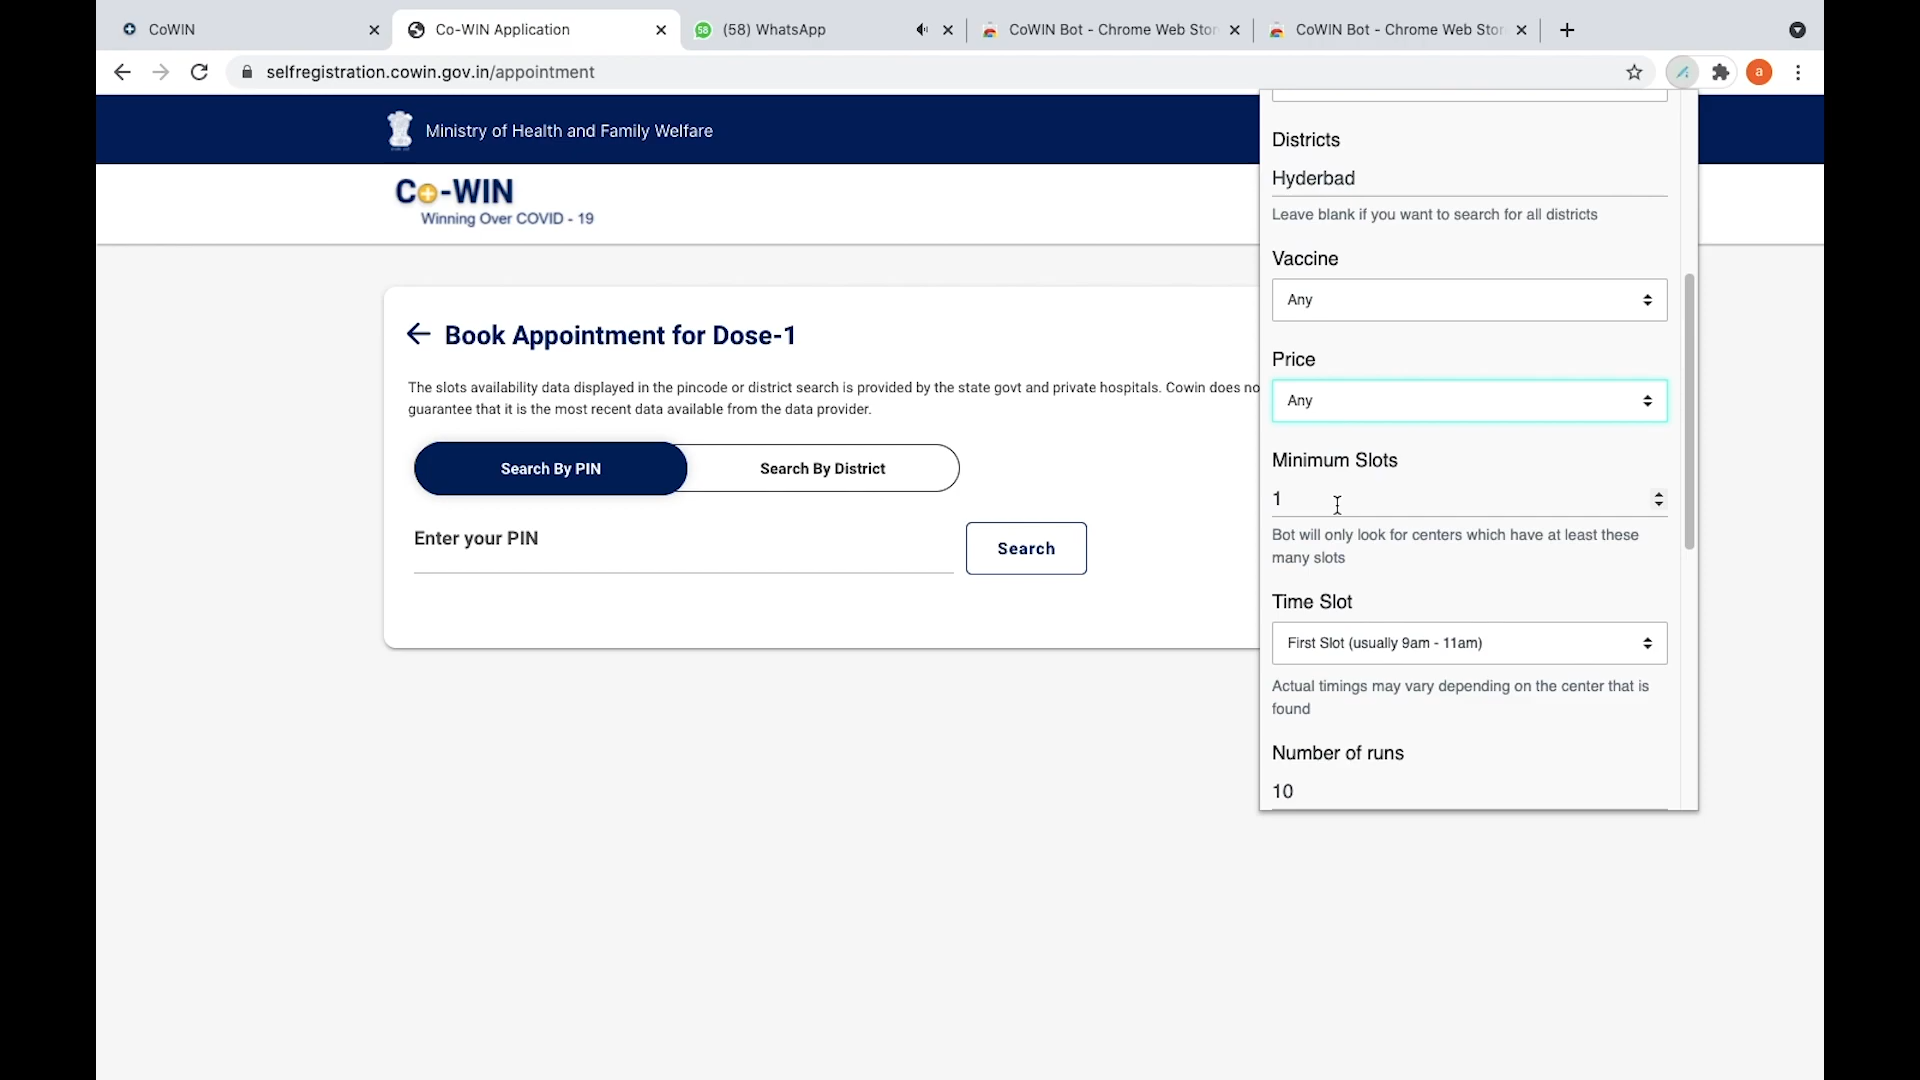 CoWIN
Co-WIN Application
58
(58) WhatsApp
CoWIN Bot - Chrome Web Stor
CoWIN Bot - Chrome Web Stor
selfregistration.cowin.gov.in/appointment
a
Ministry of Health and Family Welfare
Co-WIN
Winning Over COVID - 19
Book Appointment for Dose-1
The slots availability data displayed in the pincode or district search is provided by the state govt and private hospitals. Cowin does no
guarantee that it is the most recent data available from the data provider.
Search By PIN
Search By District
Enter your PIN
Search
Districts
Hyderbad
Leave blank if you want to search for all districts
Vaccine
Any
Price
Any
Minimum Slots
1
Bot will only look for centers which have at least these
many slots
Time Slot
First Slot (usually 9am - 11am)
Actual timings may vary depending on the center that is
found
Number of runs
10